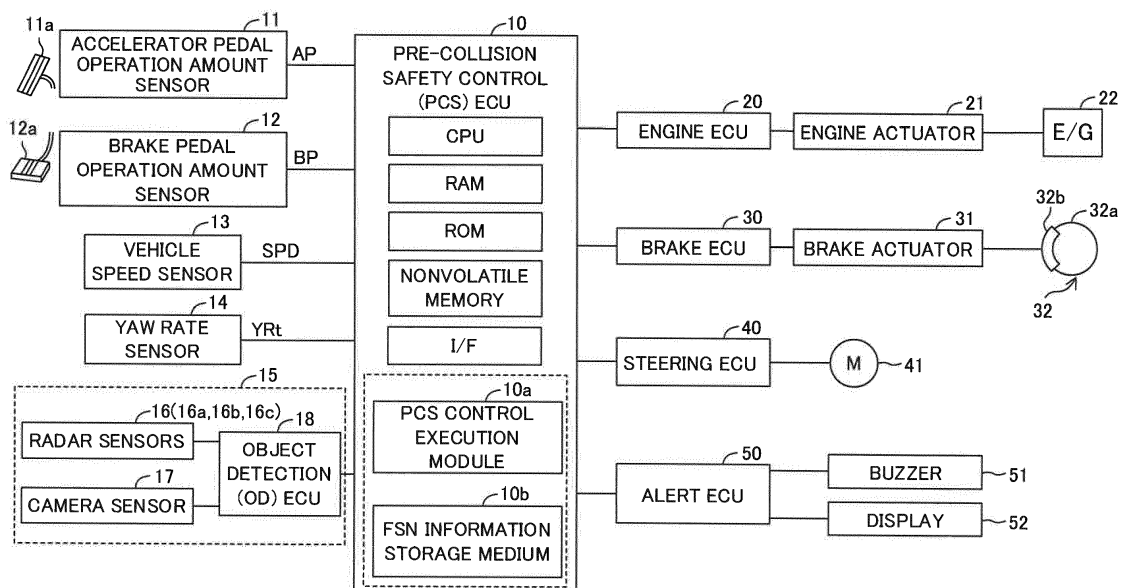 11a
11
ACCELERATOR PEDAL
OPERATION AMOUNT
SENSOR
AP
12a
12
BRAKE PEDAL
OPERATION AMOUNT
SENSOR
BP
13
VEHICLE
SPEED SENSOR
SPD
14
YAW RATE
SENSOR
YRt
15
16(16a,16b,16c)
RADAR SENSORS
17
CAMERA SENSOR
18
OBJECT
DETECTION
(OD) ECU
10
PRE-COLLISION
SAFETY CONTROL
(PCS) ECU
CPU
RAM
ROM
NONVOLATILE
MEMORY
I/F
10a
PCS CONTROL
EXECUTION
MODULE
10b
FSN INFORMATION
STORAGE MEDIUM
20
ENGINE ECU
21
ENGINE ACTUATOR
22
E/G
30
BRAKE ECU
31
BRAKE ACTUATOR
32b
32a
32
40
STEERING ECU
M
41
50
ALERT ECU
BUZZER
51
DISPLAY
52